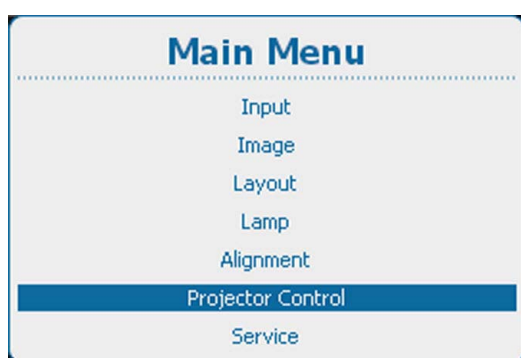 Main Menu
Input
Image
Layout
Lamp
Alignment
Projector Control
Service